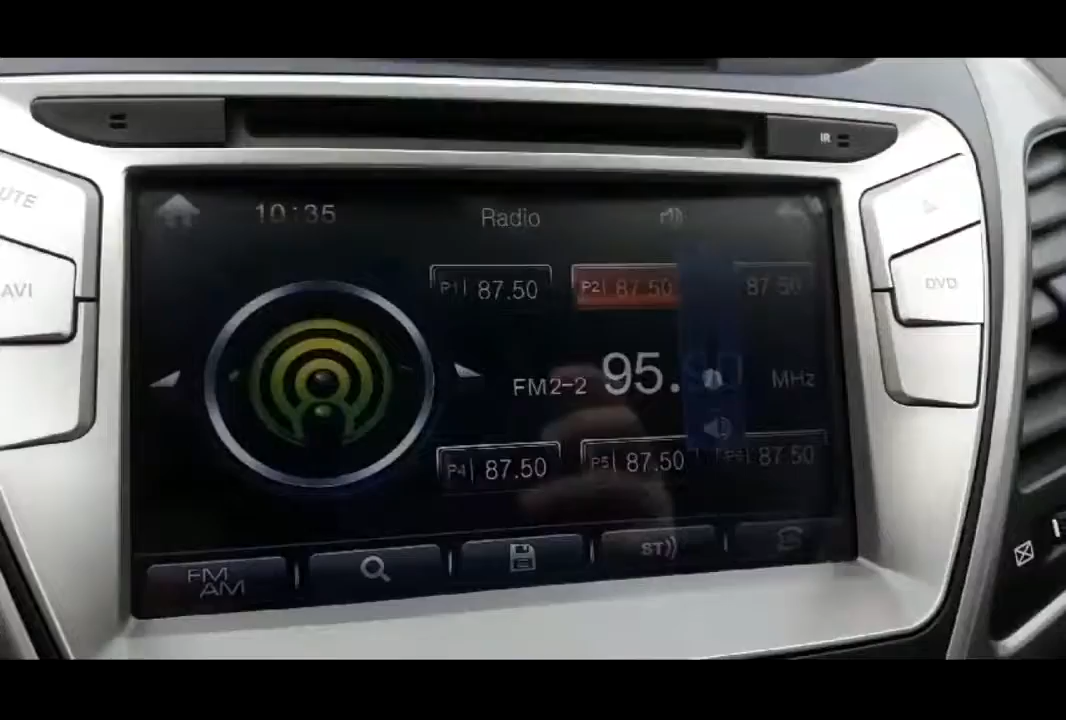 IR
UTE
10:35 Radio
P1 87.50 P2 87.50 87 50
AVI
DVD
FM2-2 95. MHz
P4 87.50 P5 87.50 87.50
ST
FM
AM